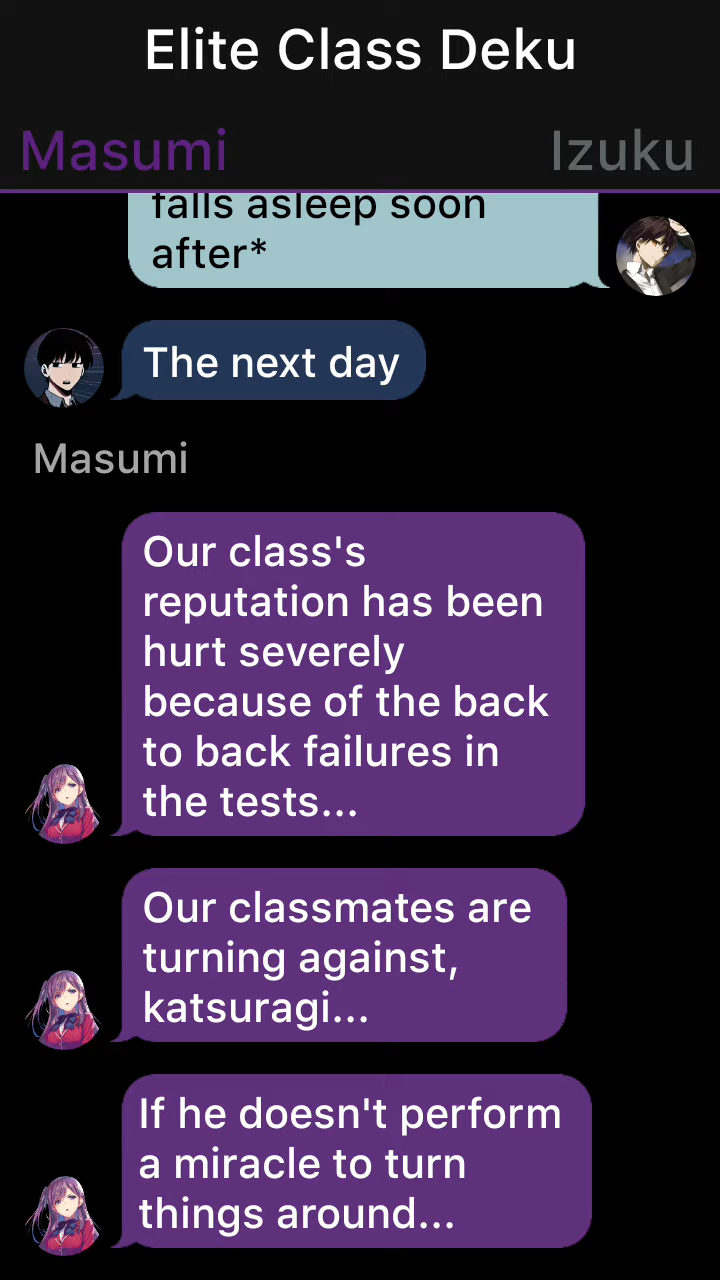 Elite Class Deku
Masumi Izuku
falls asleep soon
after*
The next day
Masumi
Our class's
reputation has been
hurt severely
because of the back
to back failures in
the tests...
Our classmates are
turning against,
katsuragi...
If he doesn't perform
a miracle to turn
things around...